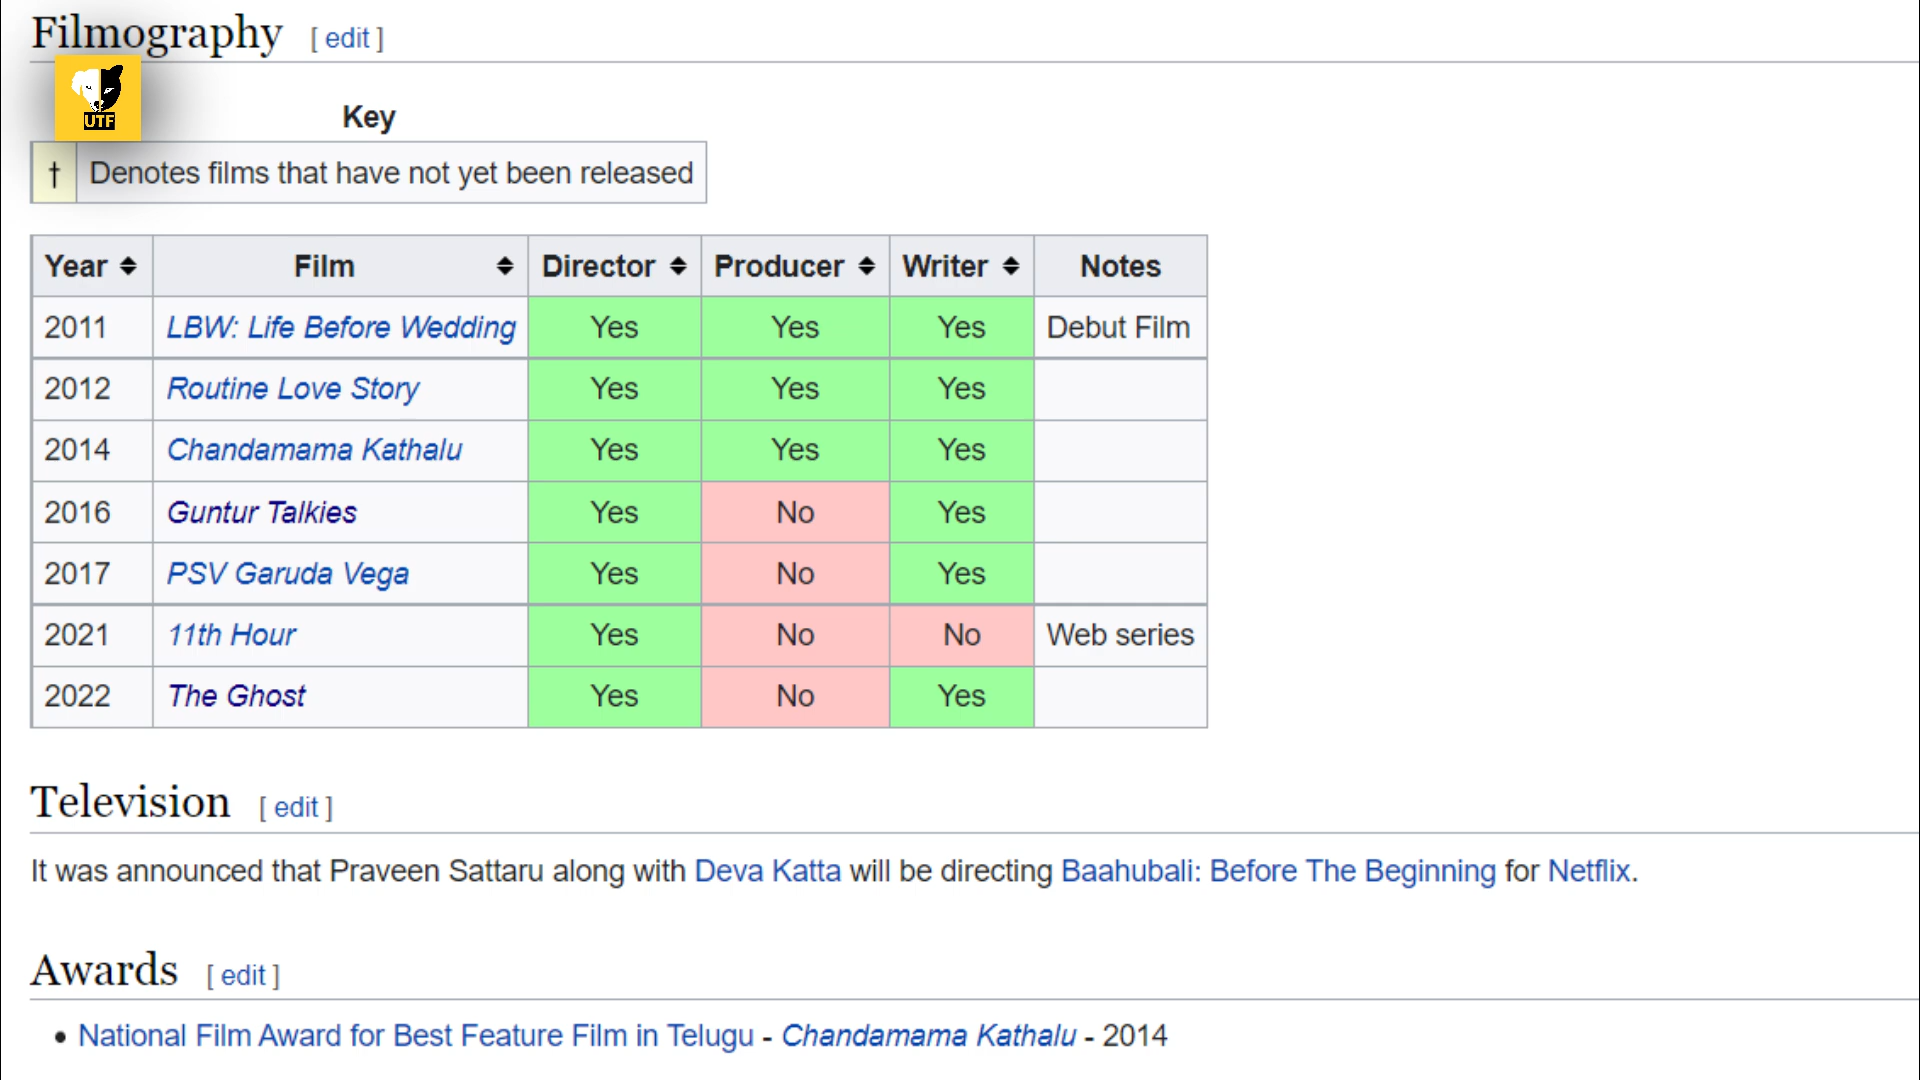 Filmography [ edit ]
UTF
Key
† Denotes films that have not yet been released
Year Film Director Producer Writer Notes
2011 LBW: Life Before Wedding Yes Yes Yes Debut Film
2012 Routine Love Story Yes Yes Yes
2014 Chandamama Kathalu Yes Yes Yes
2016 Guntur Talkies Yes No Yes
2017 PSV Garuda Vega Yes No Yes
2021 11th Hour Yes No No Web series
2022 The Ghost Yes No Yes
Television [ edit ]
It was announced that Praveen Sattaru along with Deva Katta will be directing Baahubali: Before The Beginning for Netflix.
Awards [ edit ]
• National Film Award for Best Feature Film in Telugu - Chandamama Kathalu - 2014